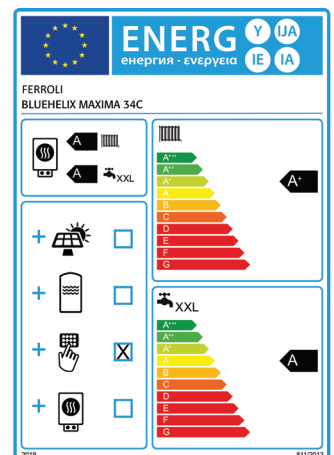 ENERG Y IJA
енергия · ενεργεια IE IA
FERROLI
BLUEHELIX MAXIMA 34C
A
A XXL
A+++
A++
A+
A
B
C
D
E
F
G
A+
+
+
+ X
+
XXL
A+++
A++
A+
A
B
C
D
E
F
G
A
2019 811/2013